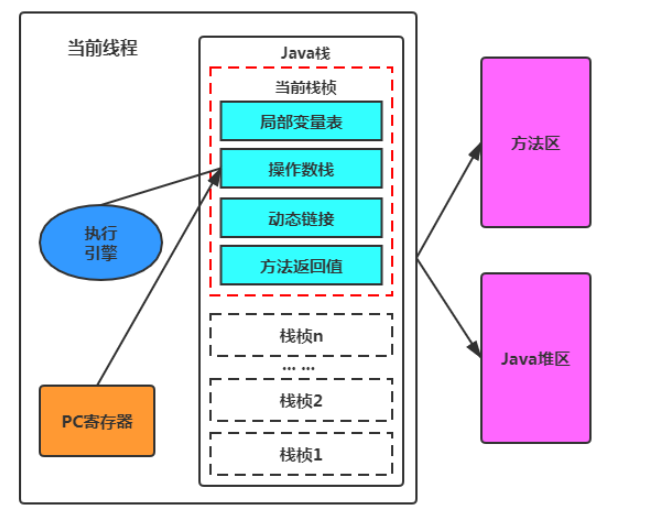 当前线程
Java栈
当前栈桢
局部变量表
操作数栈
动态链接
方法返回值
执行
引擎
PC寄存器
栈桢n
... ...
栈桢2
栈桢1
方法区
Java堆区